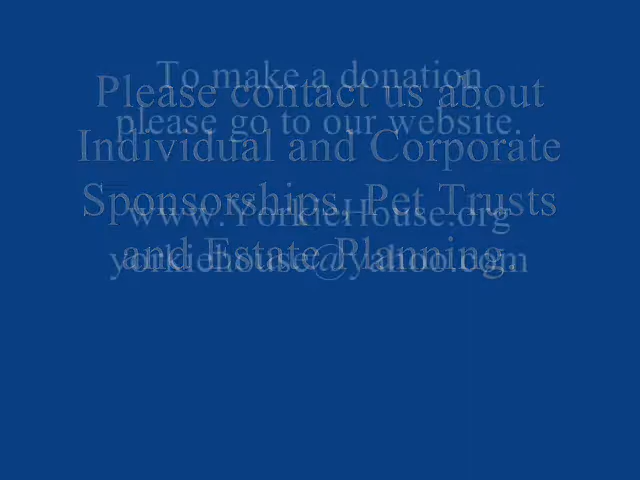 To make a donation
please go to our website.
www.YorkieHouse.org
yorkiehouse@yahoo.com
Please contact us about
Individual and Corporate
Sponsorships, Pet Trusts
and Estate Planning.